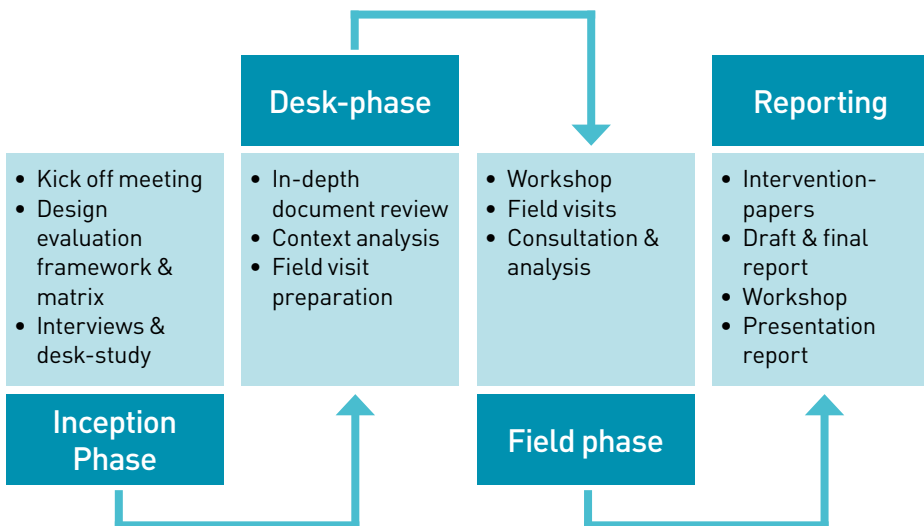 Inception
Phase
• Kick off meeting
• Design
evaluation
framework &
matrix
• Interviews &
desk-study
Desk-phase
• In-depth
document review
• Context analysis
• Field visit
preparation
Field phase
• Workshop
• Field visits
• Consultation &
analysis
Reporting
• Intervention-
papers
• Draft & final
report
• Workshop
• Presentation
report